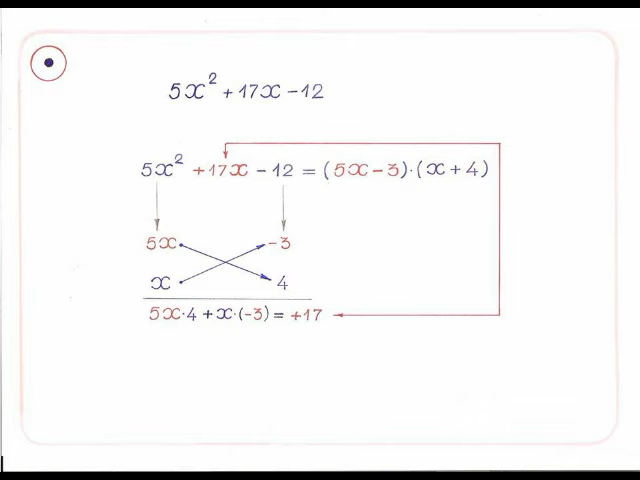 5x² + 17x - 12
5x² + 17x - 12 = (5x - 3)·(x + 4)
5x -3
x 4
5x·4 + x·(-3) = +17